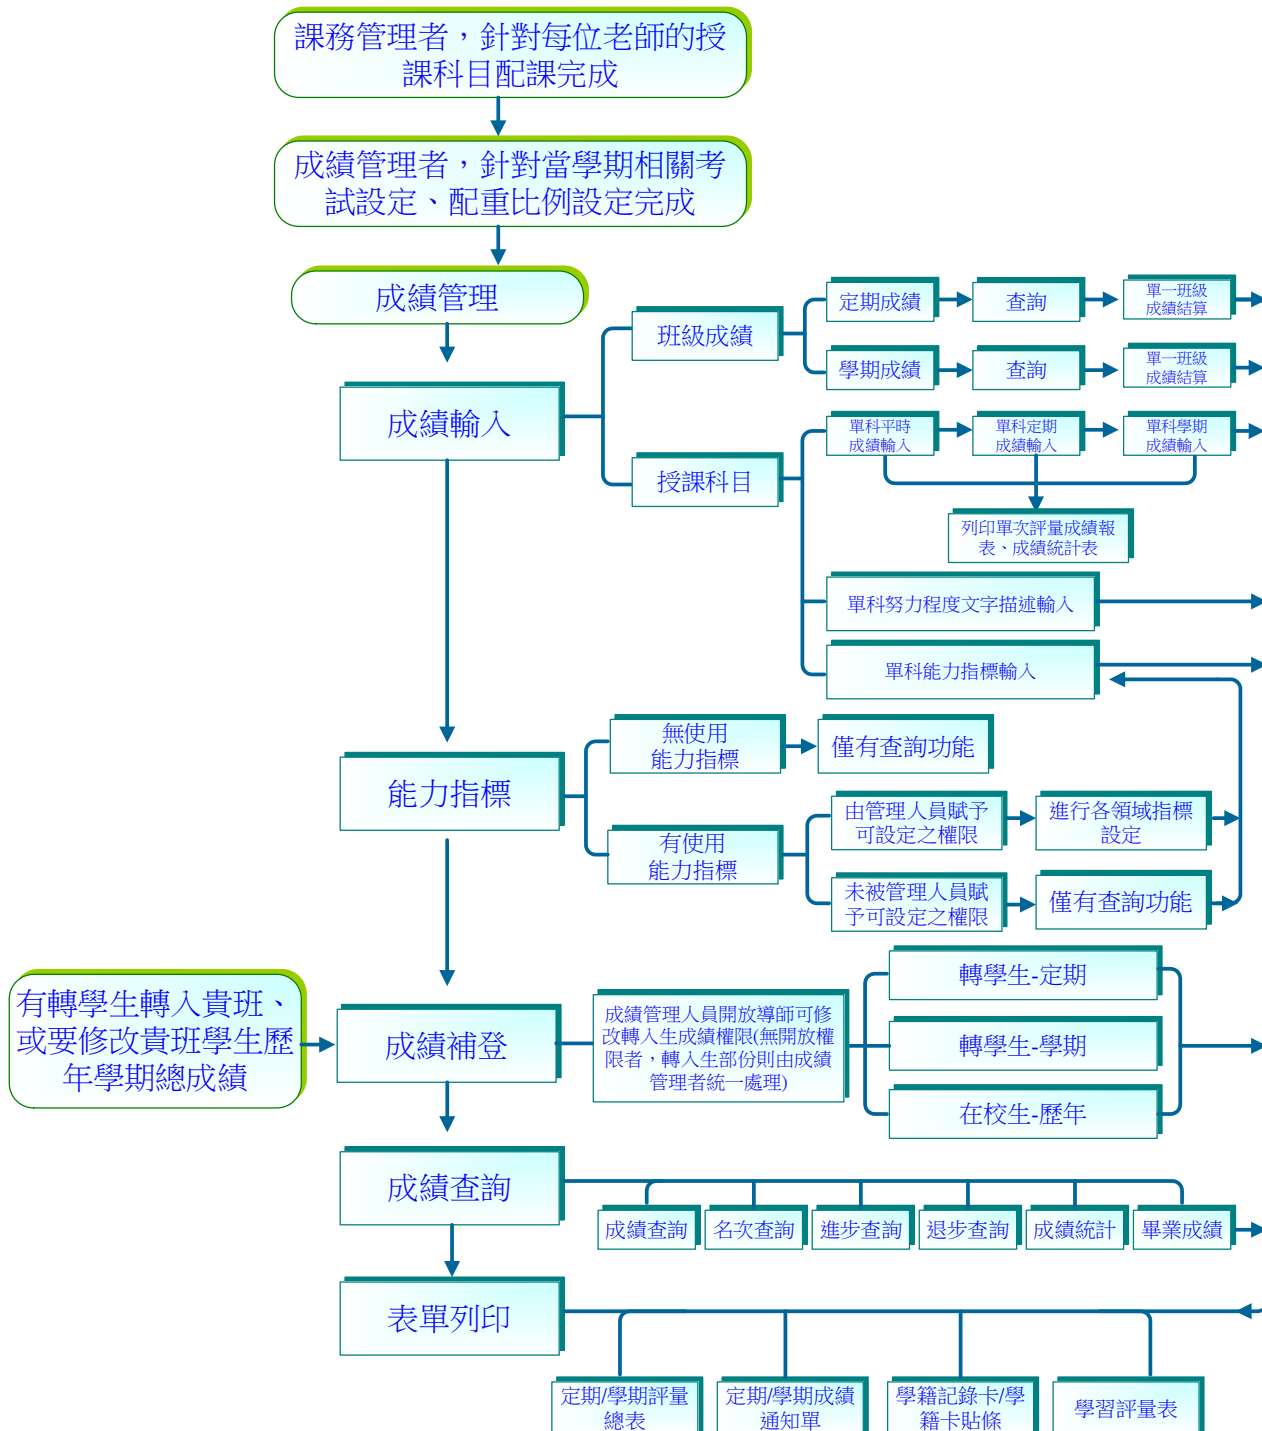 課務管理者，針對每位老師的授
課科目配課完成
成績管理者，針對當學期相關考
試設定、配重比例設定完成
成績管理
成績輸入
班級成績
定期成績
查詢
單一班級
成績結算
學期成績
查詢
單一班級
成績結算
授課科目
單科平時
成績輸入
單科定期
成績輸入
單科學期
成績輸入
列印單次評量成績報
表、成績統計表
單科努力程度文字描述輸入
單科能力指標輸入
能力指標
無使用
能力指標
僅有查詢功能
有使用
能力指標
由管理人員賦予
可設定之權限
進行各領域指標
設定
未被管理人員賦
予可設定之權限
僅有查詢功能
有轉學生轉入貴班、
或要修改貴班學生歷
年學期總成績
成績補登
成績管理人員開放導師可修
改轉入生成績權限(無開放權
限者，轉入生部份則由成績
管理者統一處理)
轉學生-定期
轉學生-學期
在校生-歷年
成績查詢
成績查詢
名次查詢
進步查詢
退步查詢
成績統計
畢業成績
表單列印
定期/學期評量
總表
定期/學期成績
通知單
學籍記錄卡/學
籍卡貼條
學習評量表